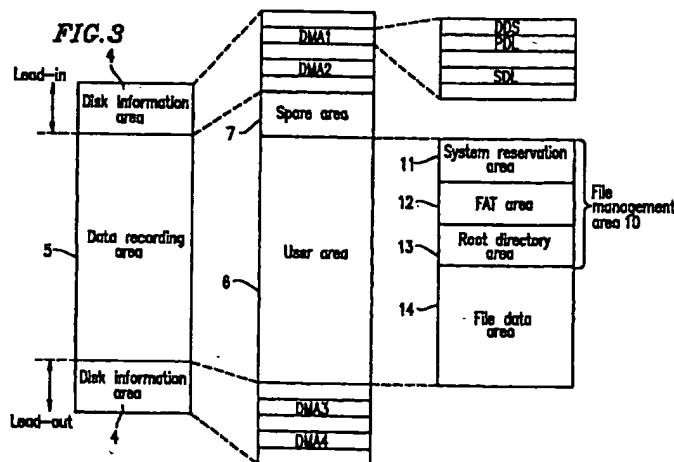 FIG.3
Lead-in
4
Disk information
area
5
Data recording
area
Disk information
area
4
Lead-out
DMA1
DMA2
7
Spare area
6
User area
DMA3
DMA4
DDS
PDL
SDL
11
System reservation
area
12
FAT area
13
Root directory
area
14
File data
area
File
management
area 10